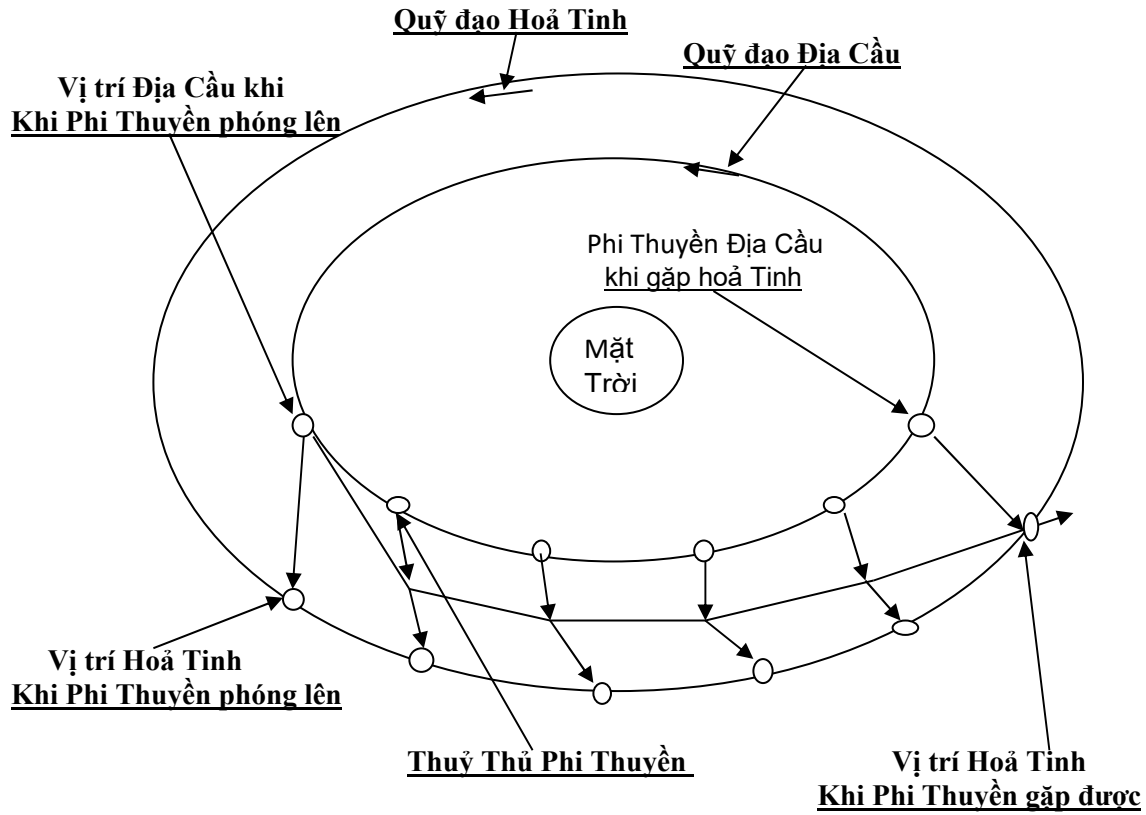 Quỹ đạo Hoả Tinh
Quỹ đạo Địa Cầu
Vị trí Địa Cầu khi
Khi Phi Thuyền phóng lên
Phi Thuyền Địa Cầu
khi gặp hoả Tinh
Mặt
Trời
Vị trí Hoả Tinh
Khi Phi Thuyền phóng lên
Thuỷ Thủ Phi Thuyền
Vị trí Hoả Tinh
Khi Phi Thuyền gặp được